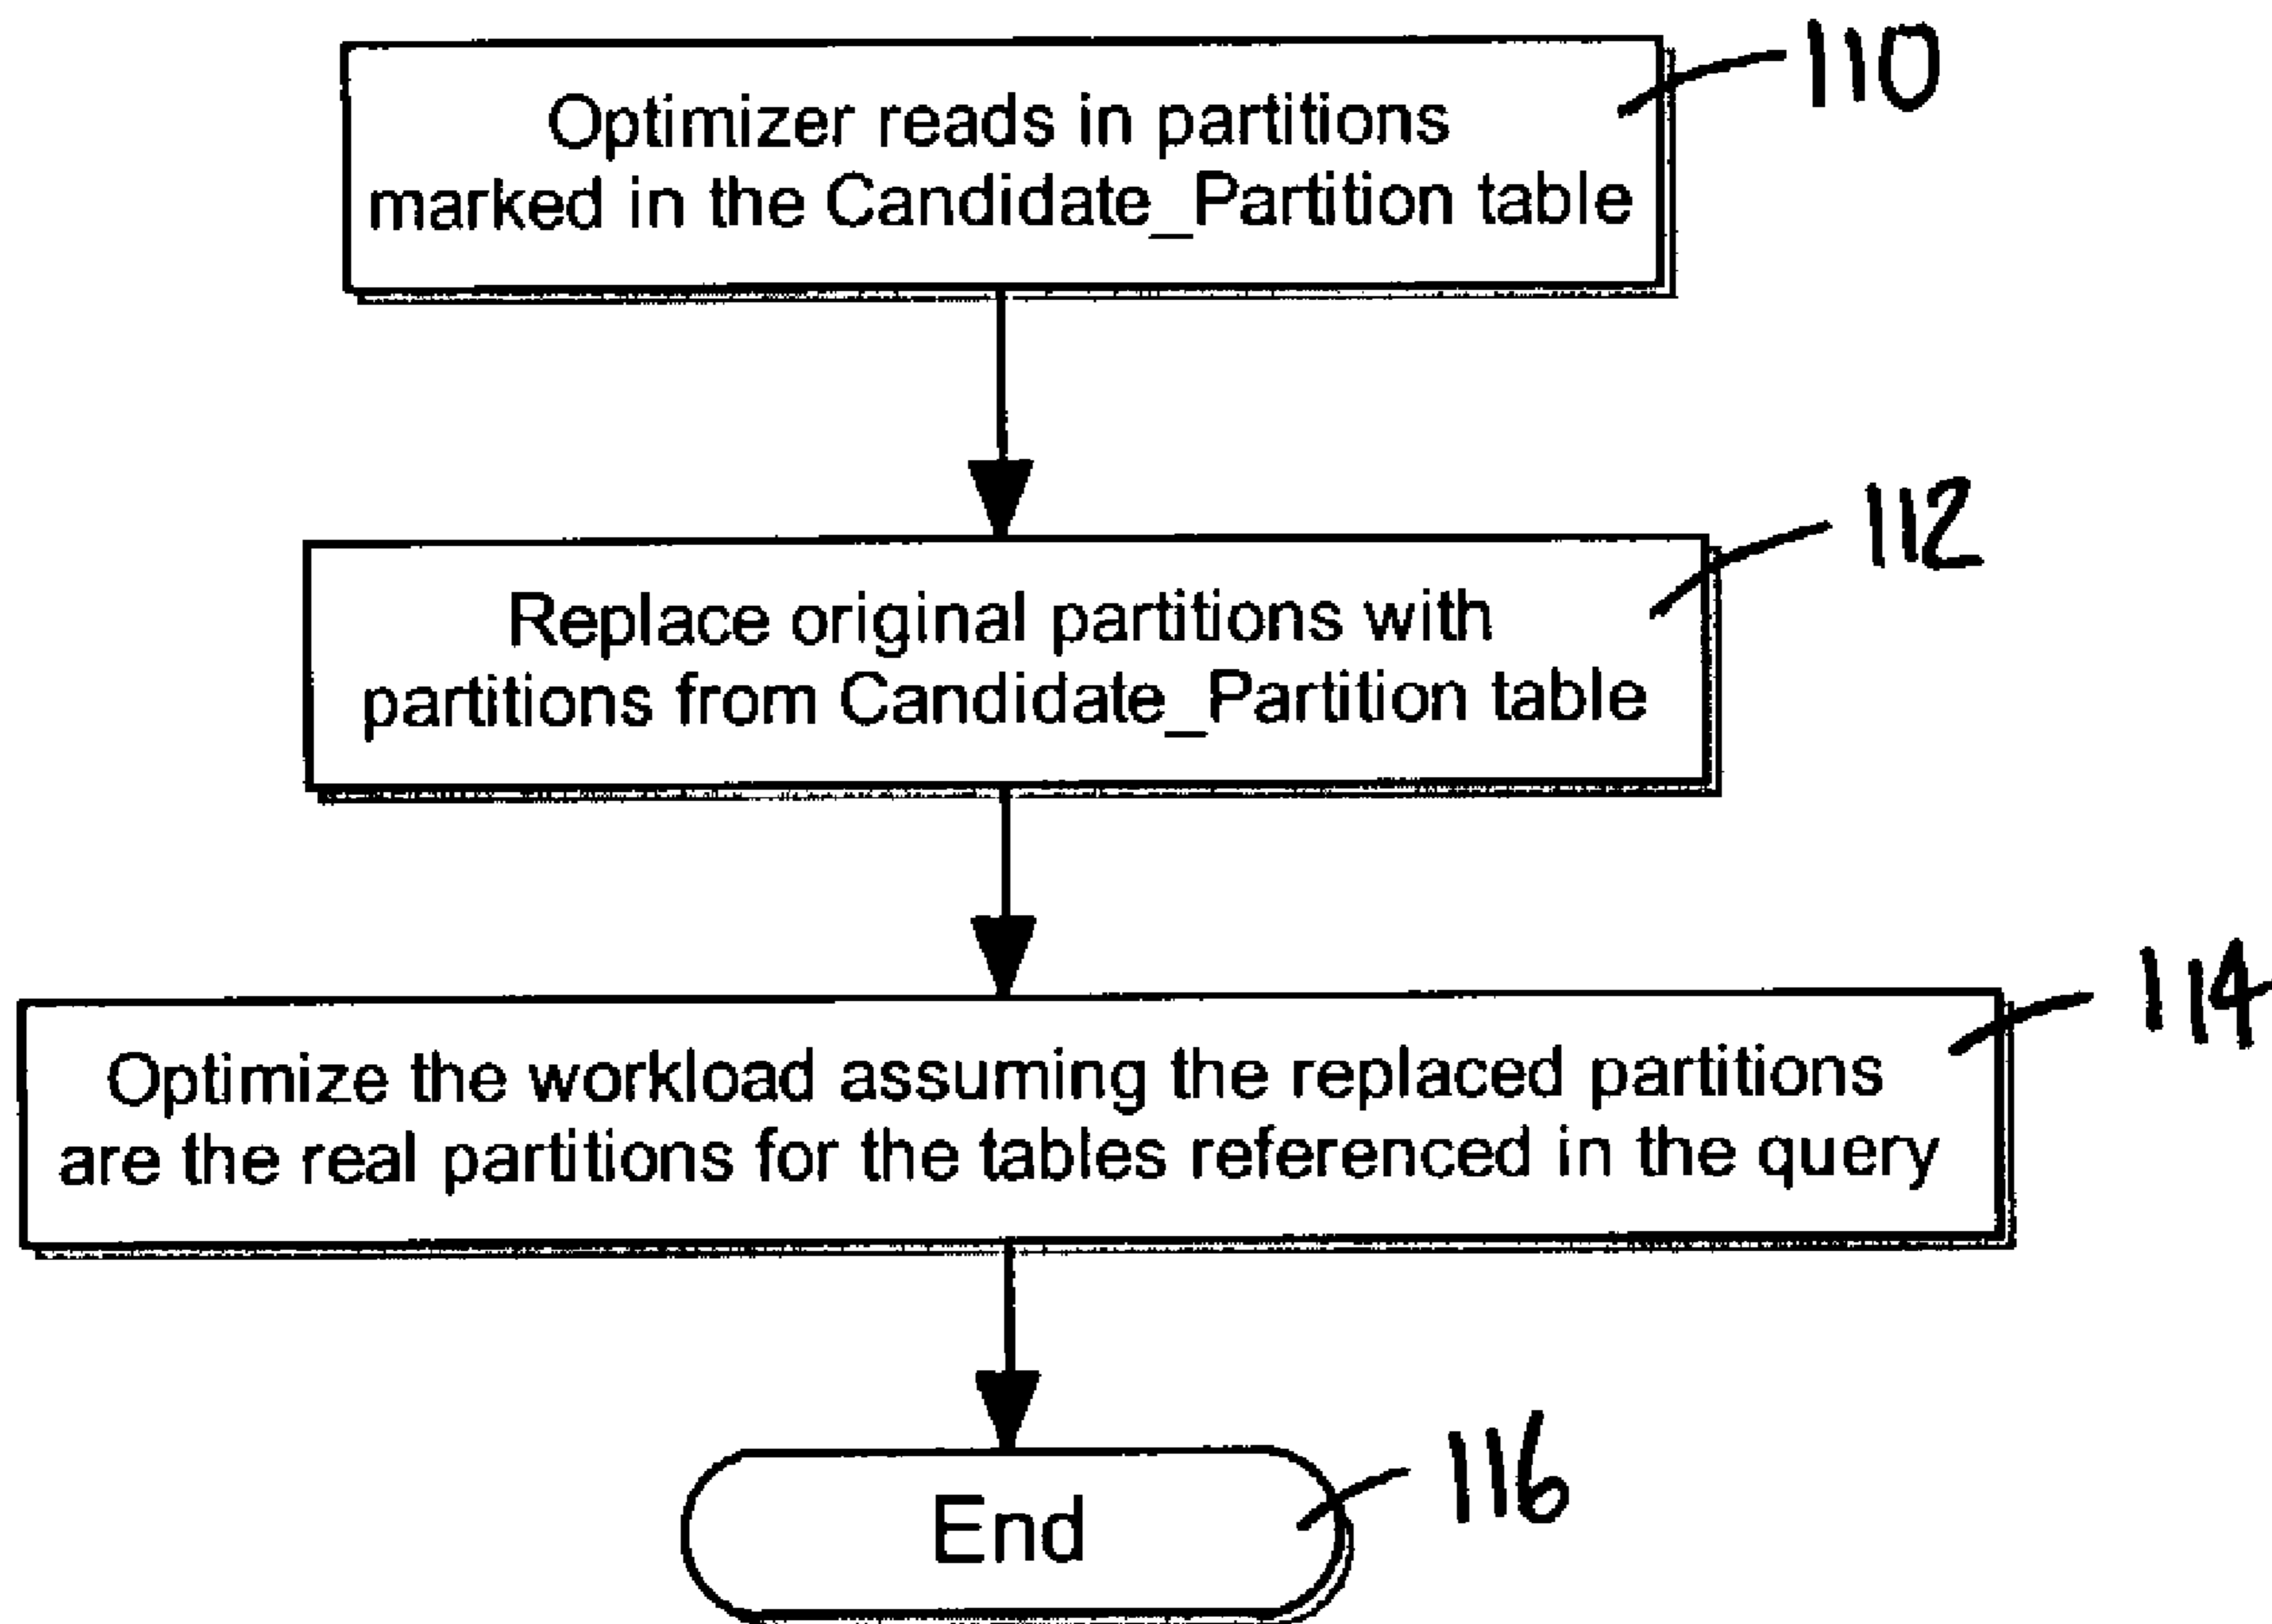 Optimizer reads in partitions
marked in the Candidate_Partition table
110
Replace original partitions with
partitions from Candidate_Partition table
112
Optimize the workload assuming the replaced partitions
are the real partitions for the tables referenced in the query
114
End
116